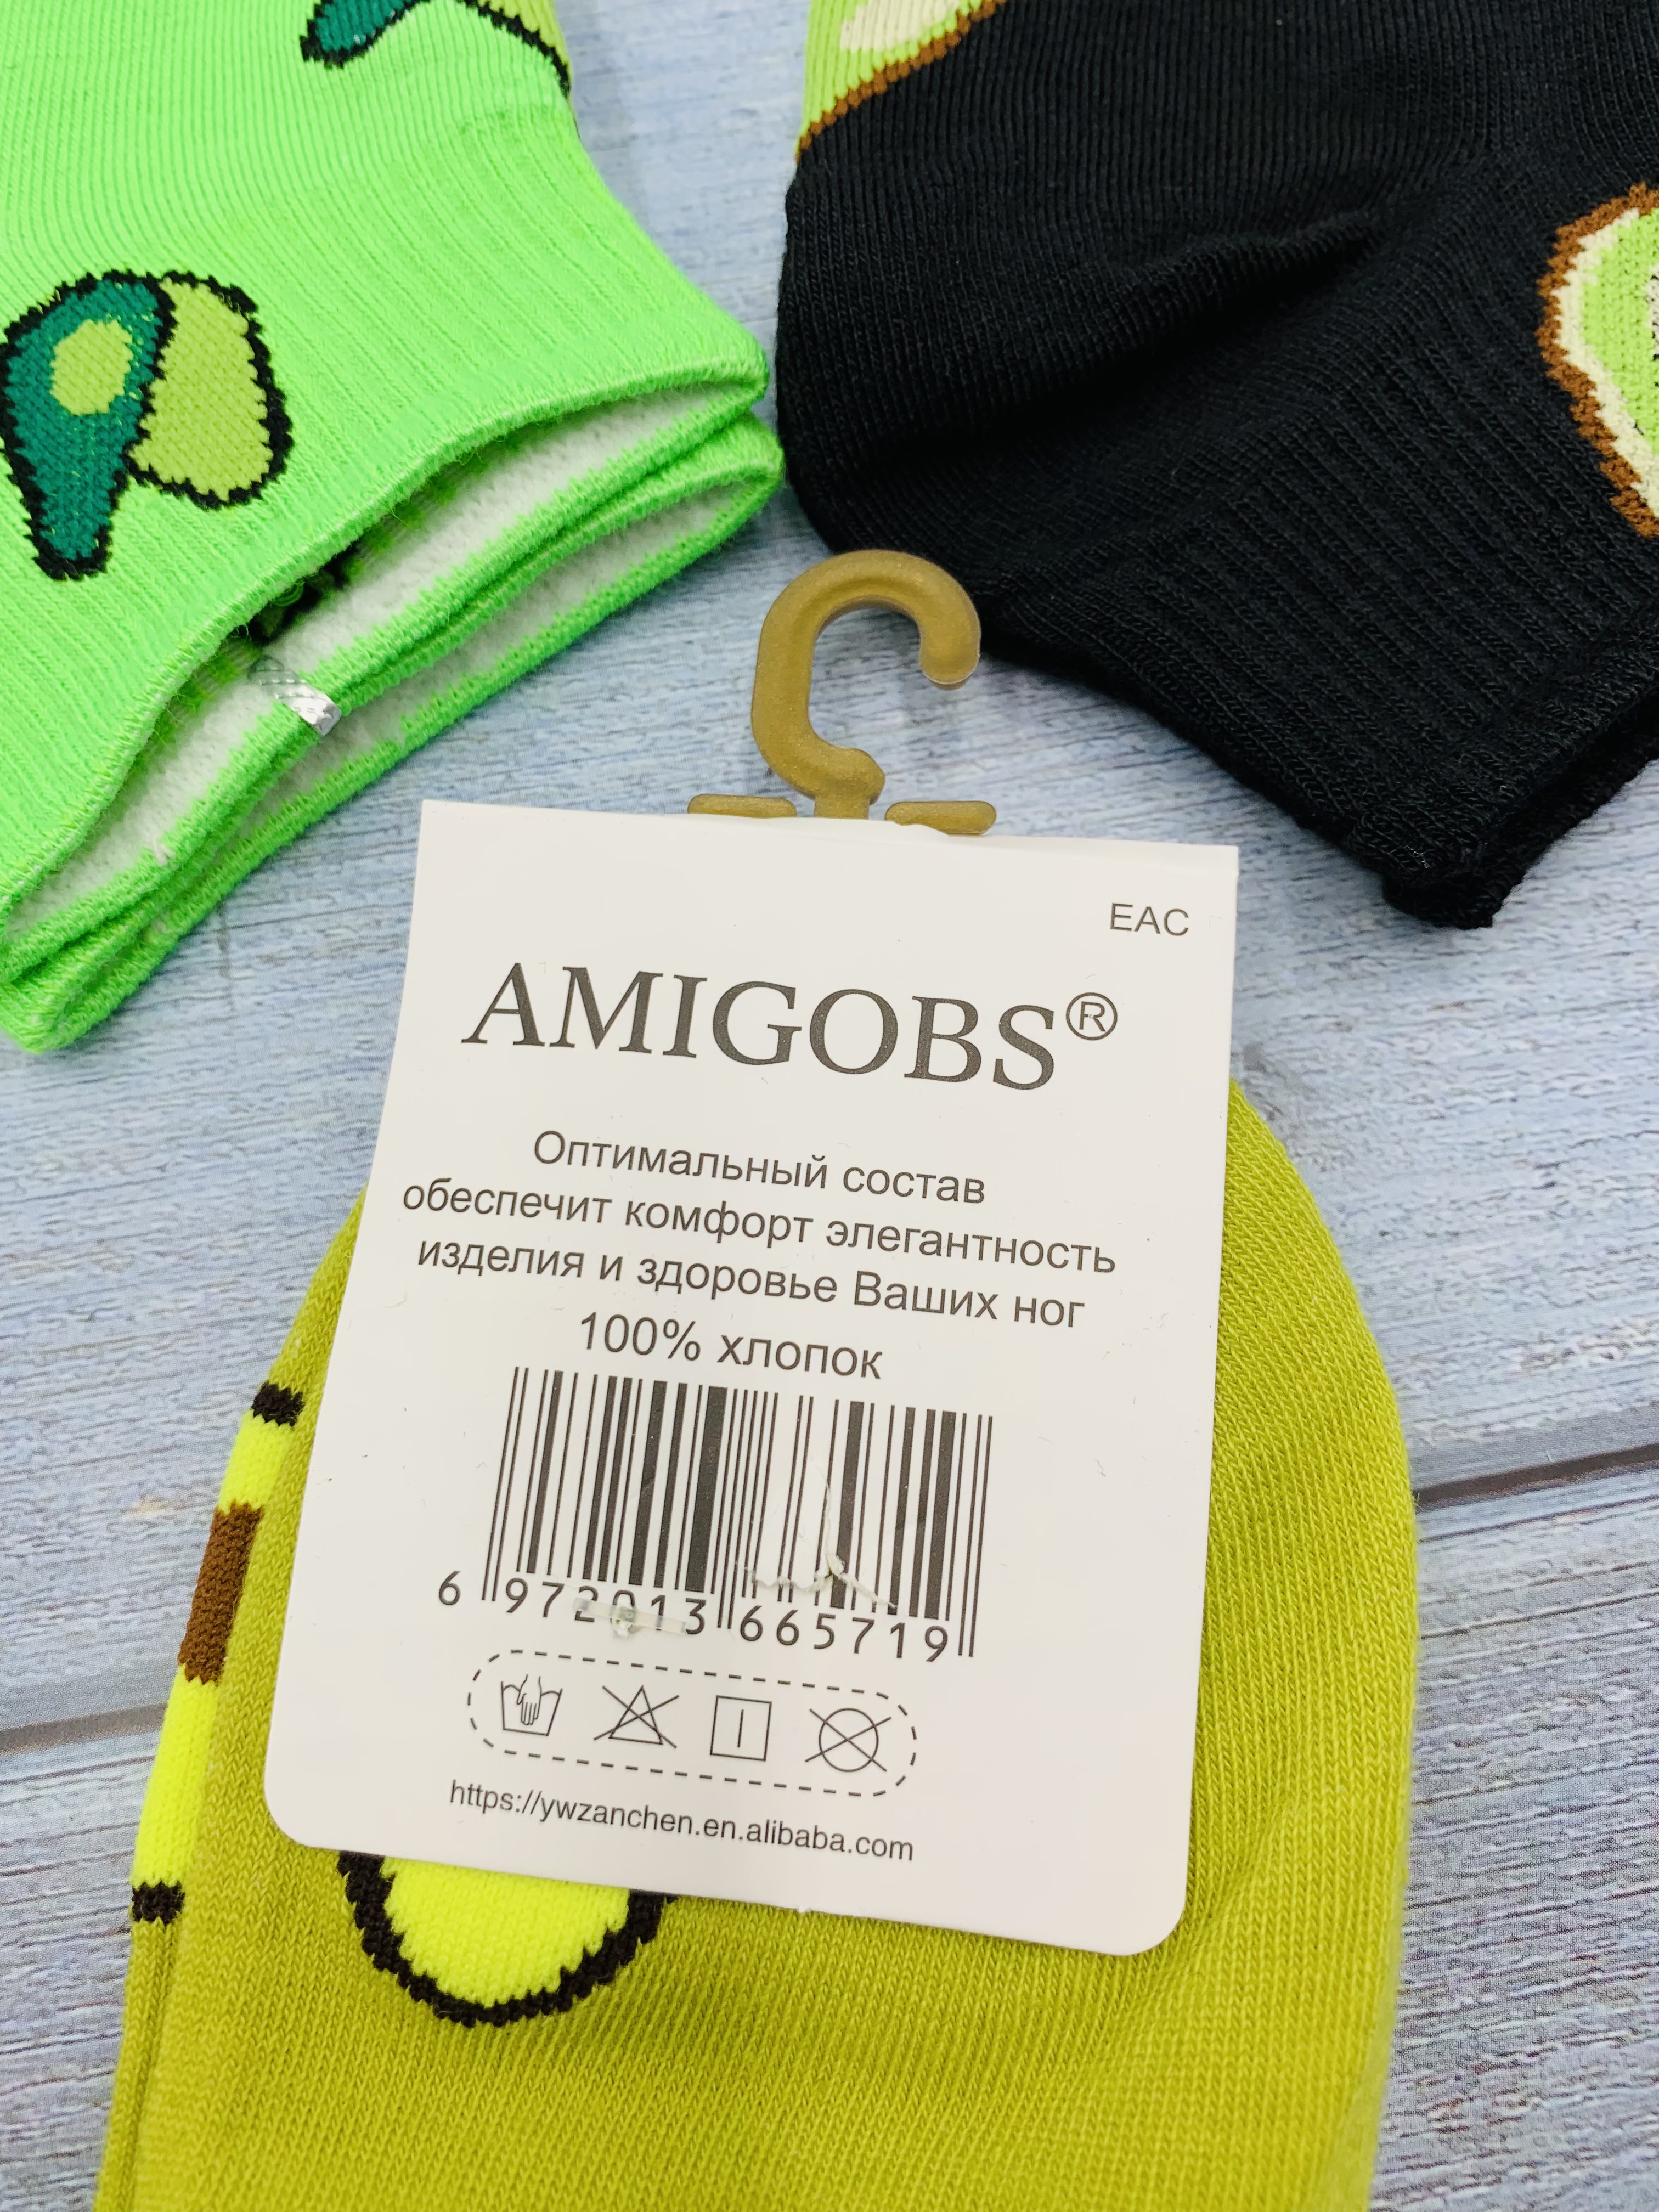 EAC
AMIGOBS®
Оптимальный состав
обеспечит комфорт элегантность
изделия и здоровье Ваших ног
100% хлопок
6 972013 665719
https://ywzanchen.en.alibaba.com